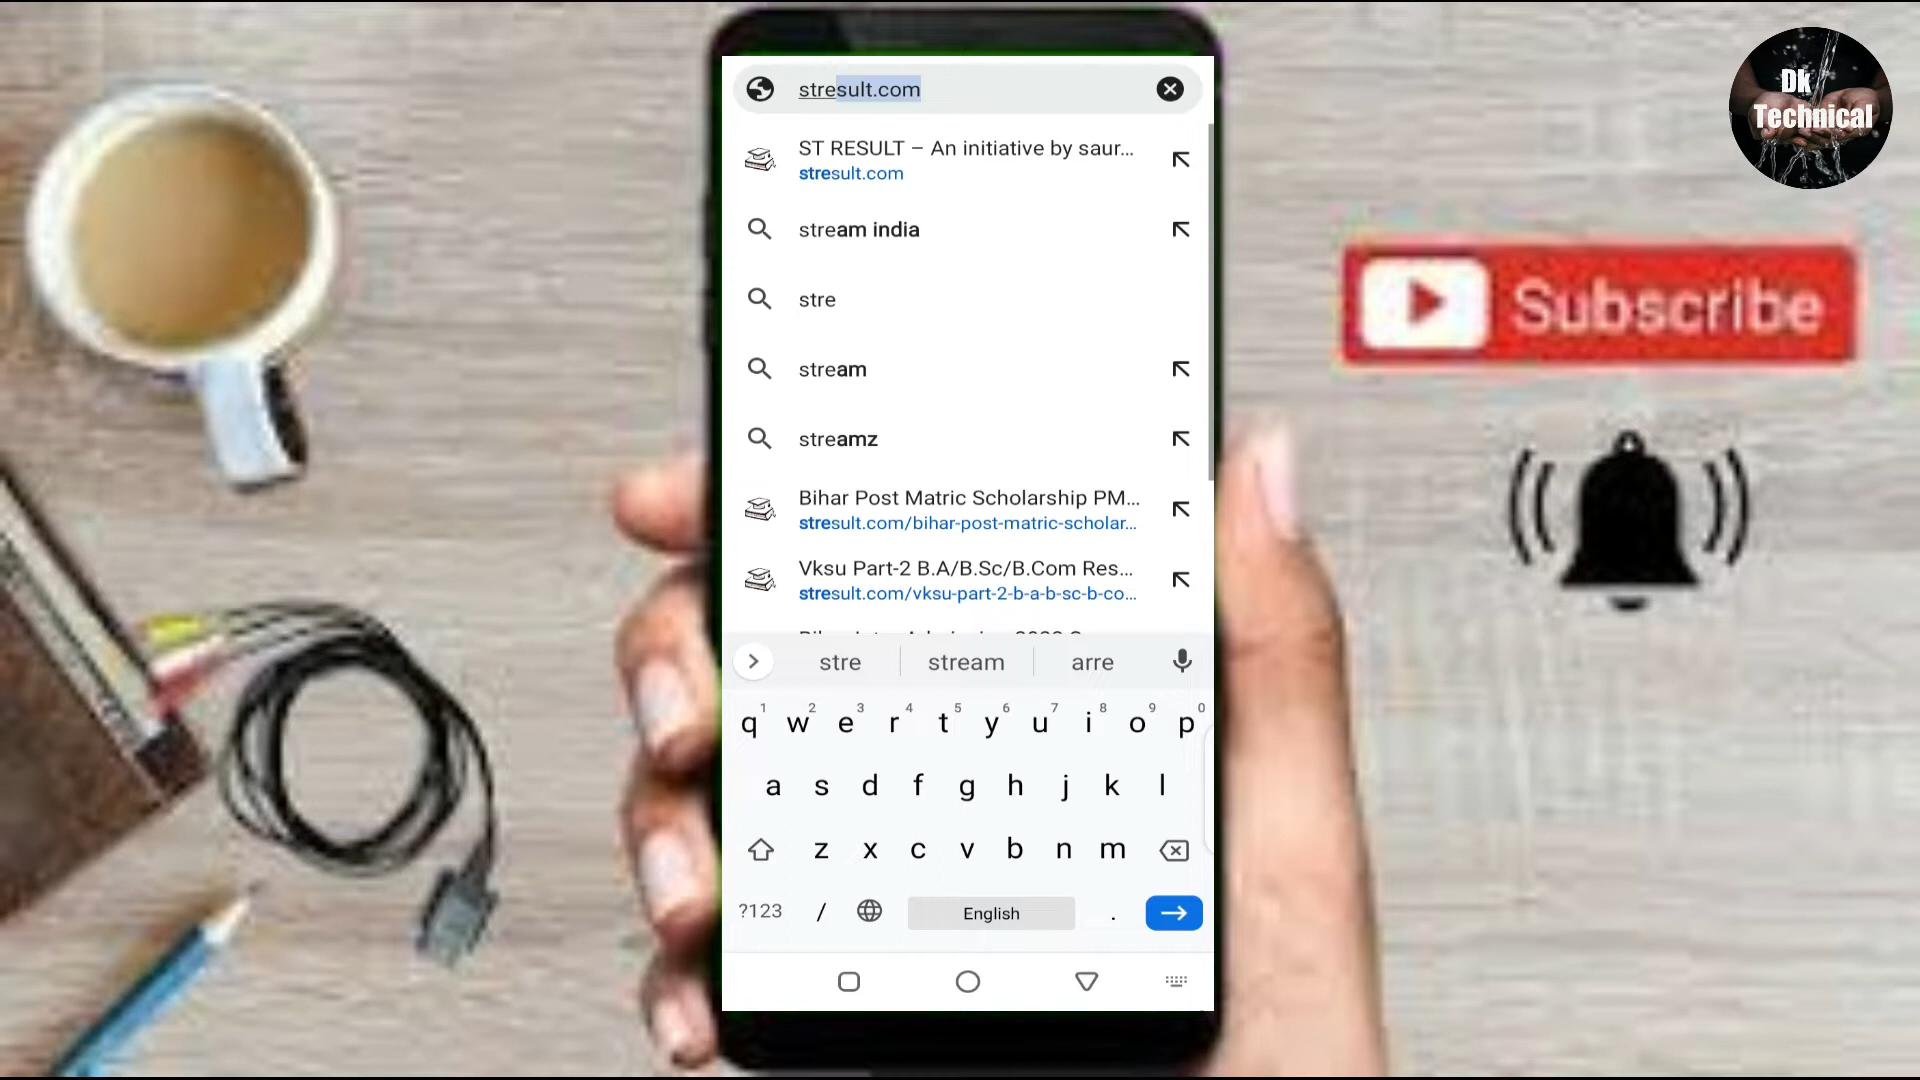 stresult.com
ST RESULT – An initiative by saur...
stresult.com
stream india
stre
stream
streamz
Bihar Post Matric Scholarship PM...
stresult.com/bihar-post-matric-scholar...
Vksu Part-2 B.A/B.Sc/B.Com Res...
stresult.com/vksu-part-2-b-a-b-sc-b-co...
stre stream arre
1 2 3 4 5 6 7 8 9 0
q w e r t y u i o p
a s d f g h j k l
z x c v b n m
?123 / English .
Dk
Technical
Subscribe